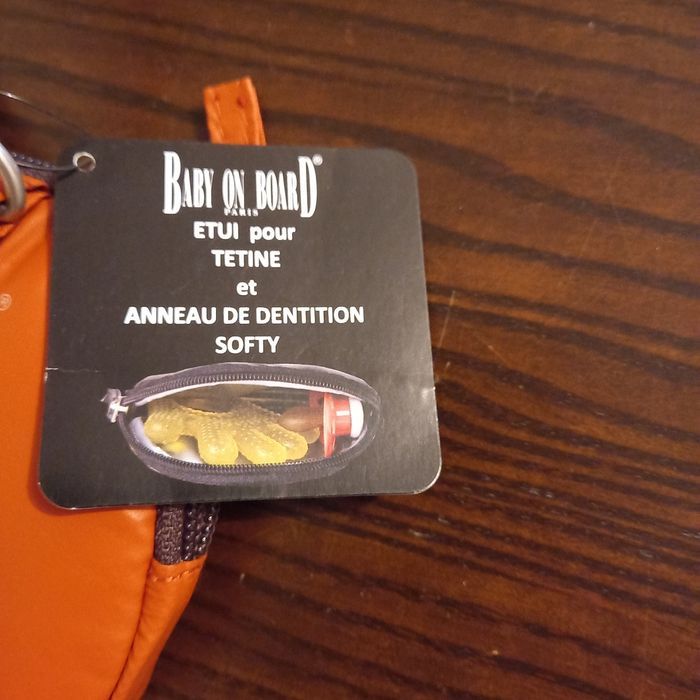 BABY ON BOARD®
PARIS
ETUI pour
TETINE
et
ANNEAU DE DENTITION
SOFTY
®